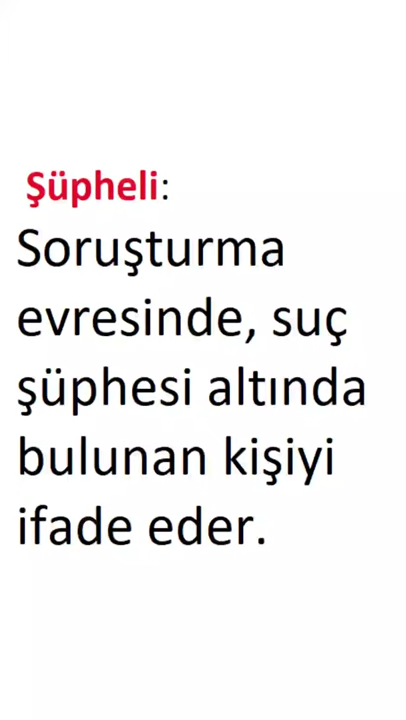 Şüpheli:
Soruşturma
evresinde, suç
şüphesi altında
bulunan kişiyi
ifade eder.